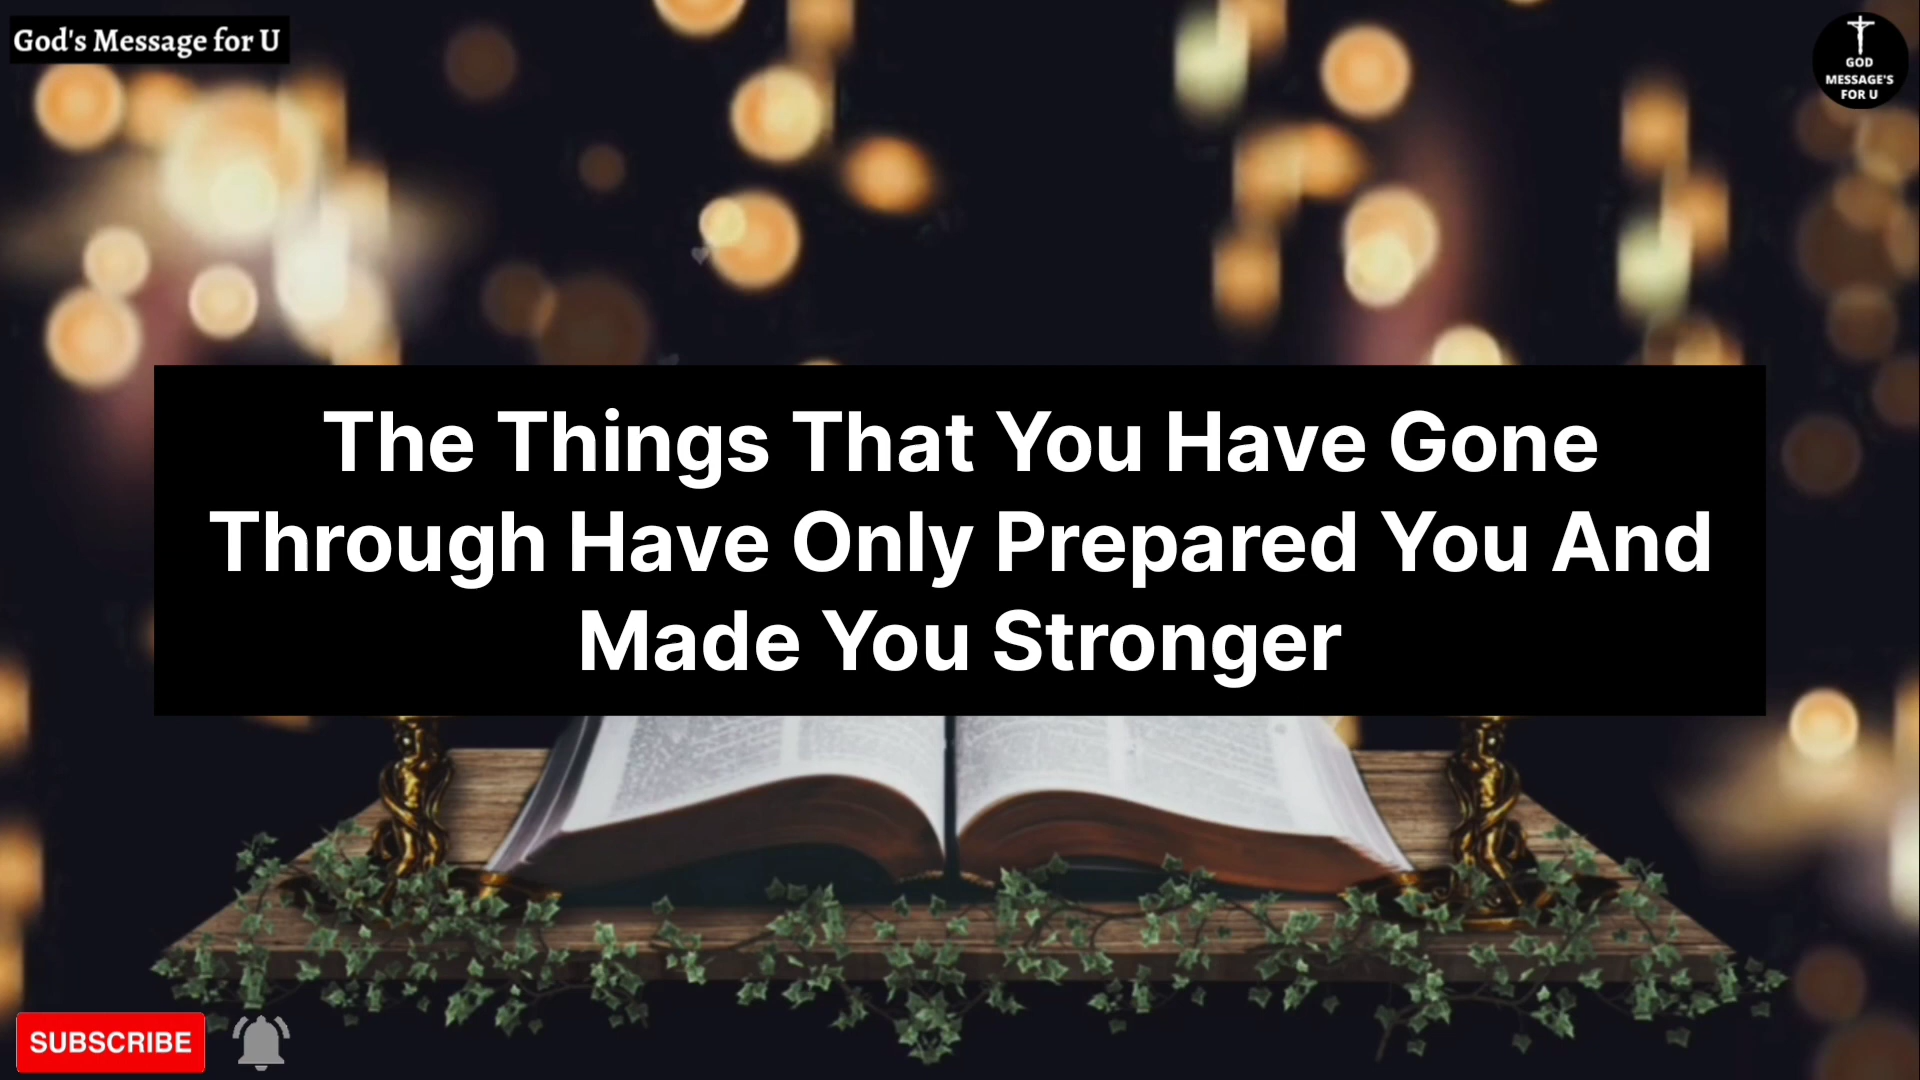 God's Message for U
GOD
MESSAGE'S
FOR U
The Things That You Have Gone
Through Have Only Prepared You And
Made You Stronger
SUBSCRIBE